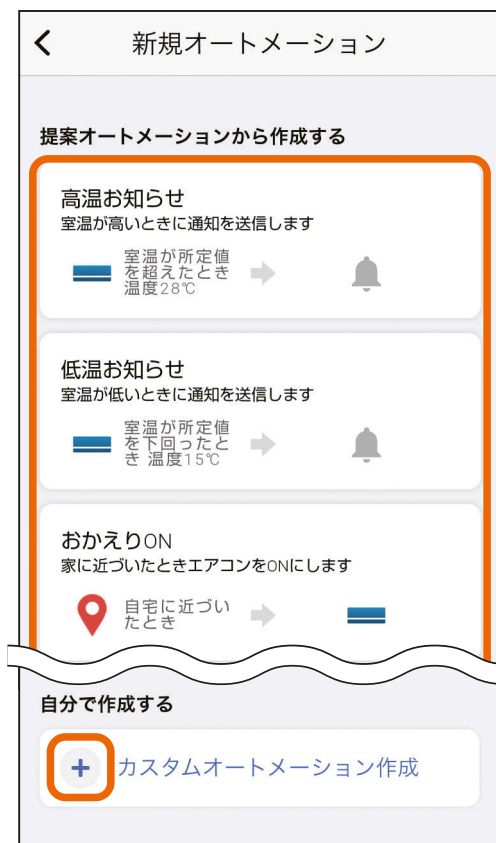 新規オートメーション
提案オートメーションから作成する
高温お知らせ
室温が高いときに通知を送信します
室温が所定値
を超えたとき
温度28℃
低温お知らせ
室温が低いときに通知を送信します
室温が所定値
を下回ったと
き 温度15℃
おかえりON
家に近づいたときエアコンをONにします
自宅に近づい
たとき
自分で作成する
カスタムオートメーション作成